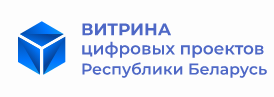 ВИТРИНА
цифровых проектов
Республики Беларусь